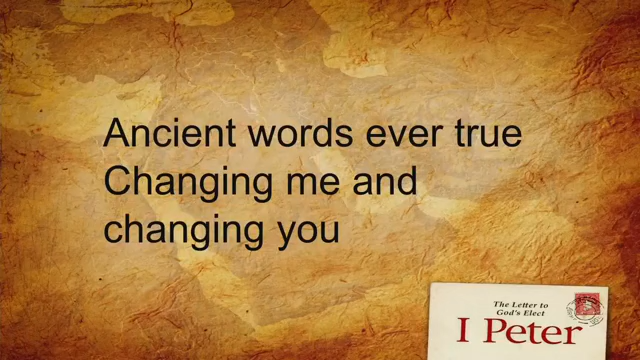 Ancient words ever true
Changing me and
changing you
The Letter to
God's Elect
I Peter